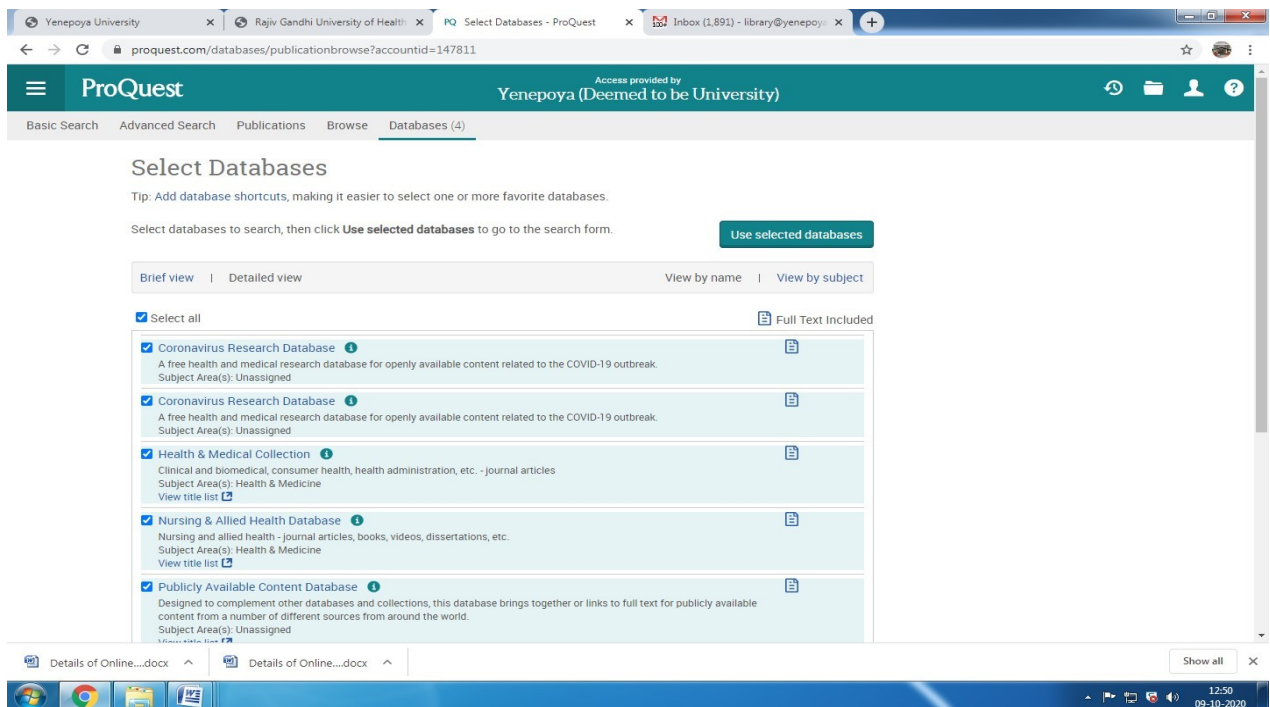 Yenepoya University
Rajiv Gandhi University of Health
PQ Select Databases - ProQuest
Inbox (1,891) - library@yenepoya
proquest.com/databases/publicationbrowse?accountid=147811
ProQuest
Access provided by
Yenepoya (Deemed to be University)
Basic Search Advanced Search Publications Browse Databases (4)
Select Databases
Tip: Add database shortcuts, making it easier to select one or more favorite databases.
Select databases to search, then click Use selected databases to go to the search form.
Use selected databases
Brief view | Detailed view View by name | View by subject
Select all Full Text Included
Coronavirus Research Database
A free health and medical research database for openly available content related to the COVID-19 outbreak.
Subject Area(s): Unassigned
Coronavirus Research Database
A free health and medical research database for openly available content related to the COVID-19 outbreak.
Subject Area(s): Unassigned
Health & Medical Collection
Clinical and biomedical, consumer health, health administration, etc. - journal articles
Subject Area(s): Health & Medicine
View title list
Nursing & Allied Health Database
Nursing and allied health - journal articles, books, videos, dissertations, etc.
Subject Area(s): Health & Medicine
View title list
Publicly Available Content Database
Designed to complement other databases and collections, this database brings together or links to full text for publicly available
content from a number of different sources from around the world.
Subject Area(s): Unassigned
View title list
Details of Online....docx Details of Online....docx Show all
12:50
09-10-2020